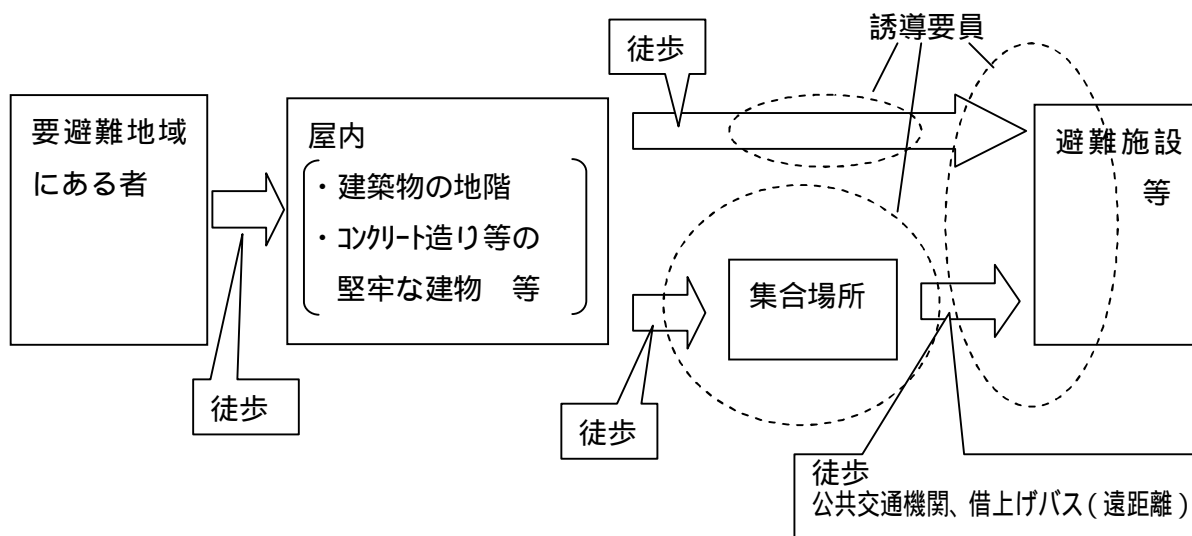 誘導要員
徒歩
要避難地域
にある者
屋内
・建築物の地階
・コンクリート造り等の
堅牢な建物　等
避難施設
等
集合場所
徒歩
徒歩
徒歩
公共交通機関、借上げバス（遠距離）